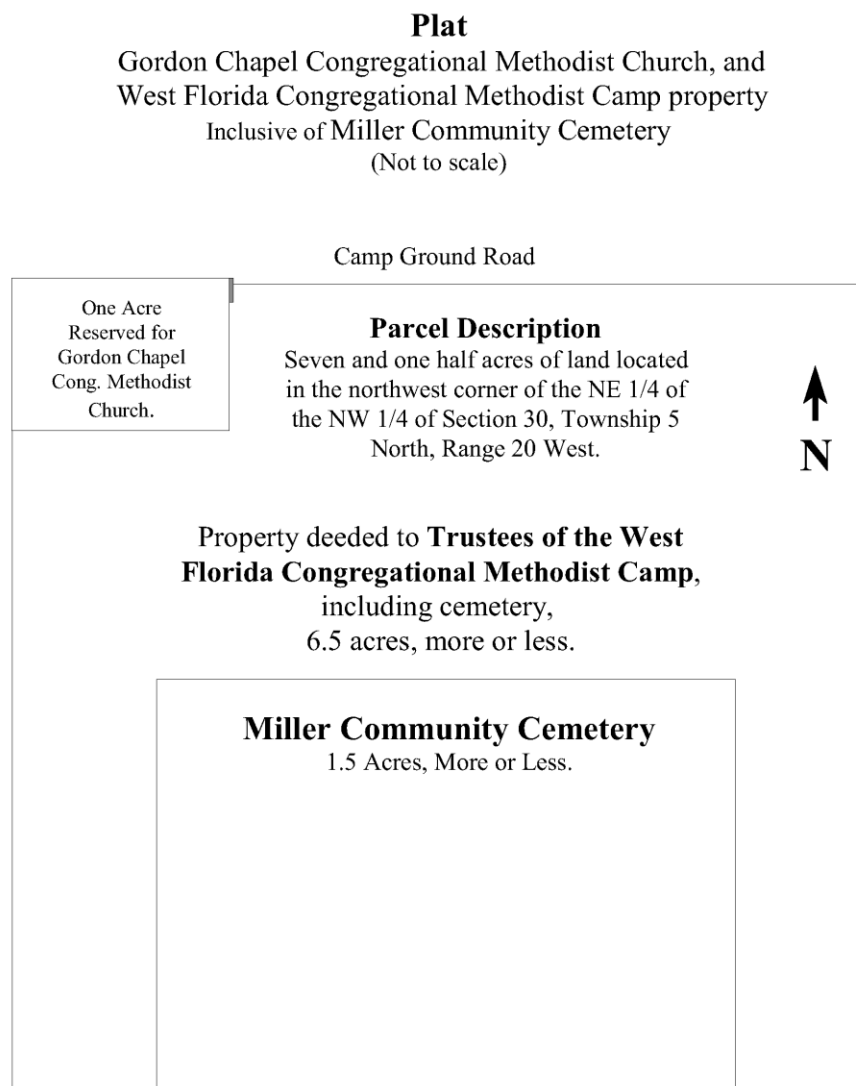 Plat
Gordon Chapel Congregational Methodist Church, and
West Florida Congregational Methodist Camp property
Inclusive of Miller Community Cemetery
(Not to scale)
Camp Ground Road
One Acre
Reserved for
Gordon Chapel
Cong. Methodist
Church.
Parcel Description
Seven and one half acres of land located
in the northwest corner of the NE 1/4 of
the NW 1/4 of Section 30, Township 5
North, Range 20 West.
N
Property deeded to Trustees of the West
Florida Congregational Methodist Camp,
including cemetery,
6.5 acres, more or less.
Miller Community Cemetery
1.5 Acres, More or Less.